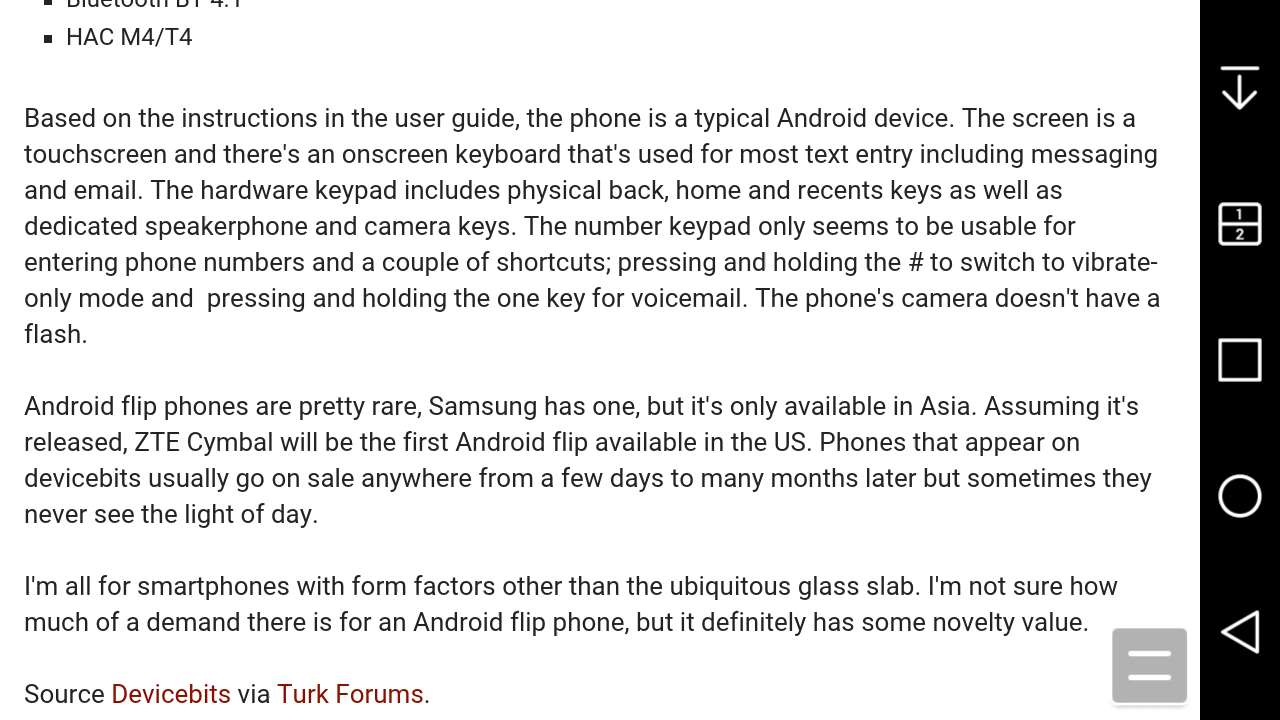 Bluetooth BT 4.1
HAC M4/T4
Based on the instructions in the user guide, the phone is a typical Android device. The screen is a
touchscreen and there's an onscreen keyboard that's used for most text entry including messaging
and email. The hardware keypad includes physical back, home and recents keys as well as
dedicated speakerphone and camera keys. The number keypad only seems to be usable for
entering phone numbers and a couple of shortcuts; pressing and holding the # to switch to vibrate-
only mode and  pressing and holding the one key for voicemail. The phone's camera doesn't have a
flash.
Android flip phones are pretty rare, Samsung has one, but it's only available in Asia. Assuming it's
released, ZTE Cymbal will be the first Android flip available in the US. Phones that appear on
devicebits usually go on sale anywhere from a few days to many months later but sometimes they
never see the light of day.
I'm all for smartphones with form factors other than the ubiquitous glass slab. I'm not sure how
much of a demand there is for an Android flip phone, but it definitely has some novelty value.
Source Devicebits via Turk Forums.
1
2